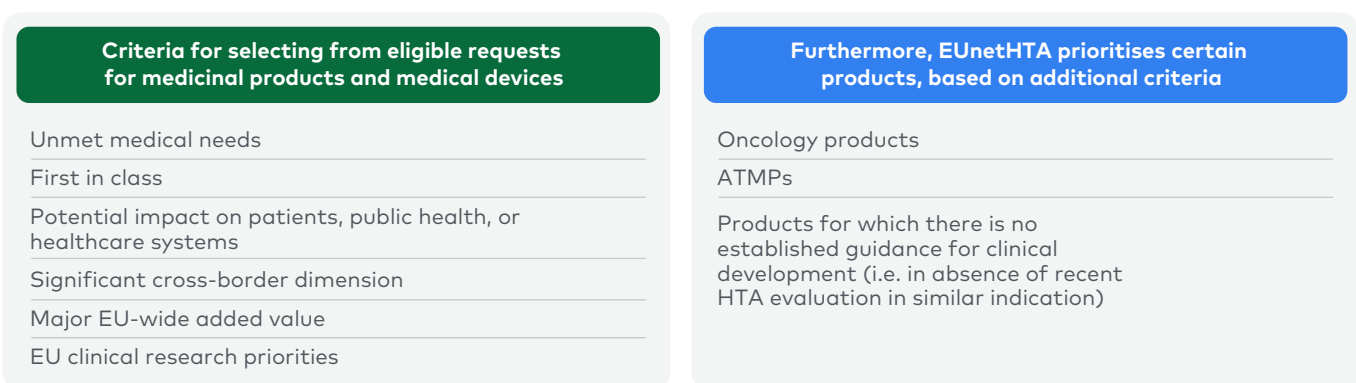 Criteria for selecting from eligible requests
for medicinal products and medical devices
Unmet medical needs
First in class
Potential impact on patients, public health, or
healthcare systems
Significant cross-border dimension
Major EU-wide added value
EU clinical research priorities
Furthermore, EUnetHTA prioritises certain
products, based on additional criteria
Oncology products
ATMPs
Products for which there is no
established guidance for clinical
development (i.e. in absence of recent
HTA evaluation in similar indication)